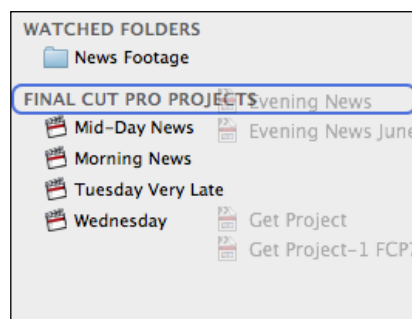 WATCHED FOLDERS
News Footage
FINAL CUT PRO PROJECTS
Evening News
Mid-Day News
Evening News June
Morning News
Tuesday Very Late
Wednesday
Get Project
Get Project-1 FCP7